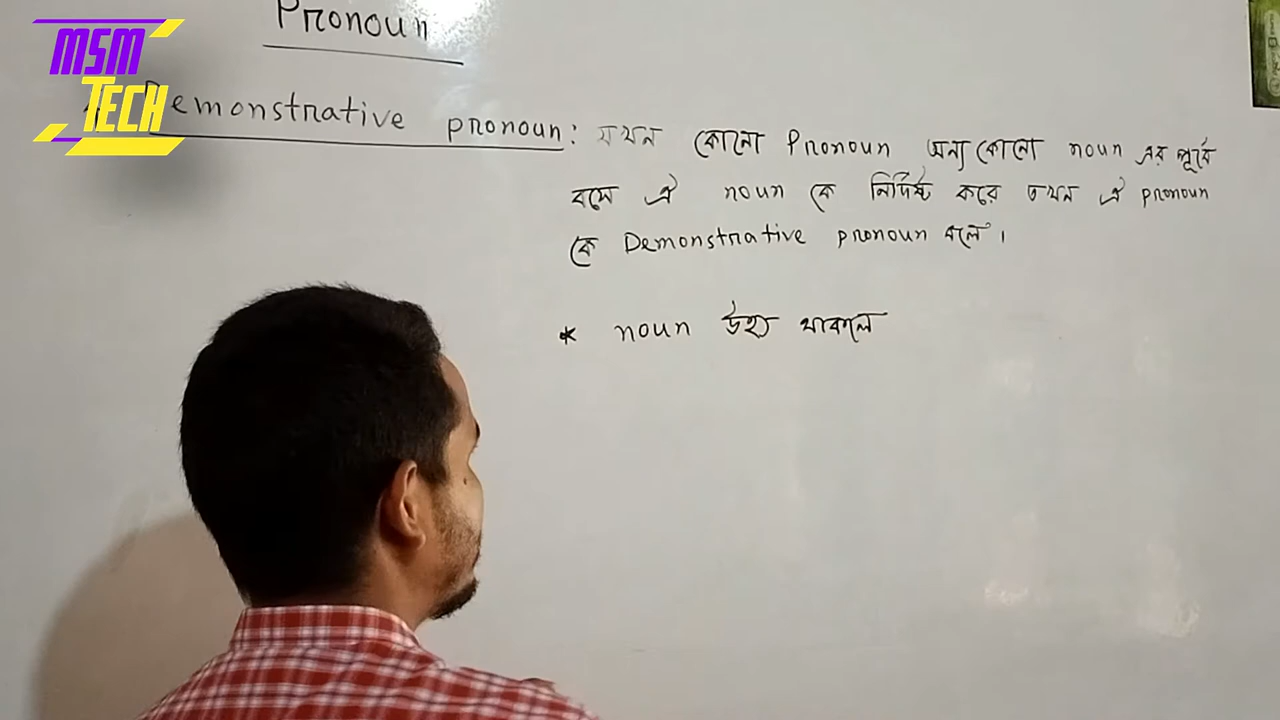 Pronoun
MSM
TECH
Demonstrative pronoun: যখন কোনো Pronoun অন্য কোনো noun এর পূর্বে
বসে ঐ noun কে নির্দিষ্ট করে তখন ঐ pronoun
কে Demonstrative pronoun বলে।
* noun উহ্য থাকলে